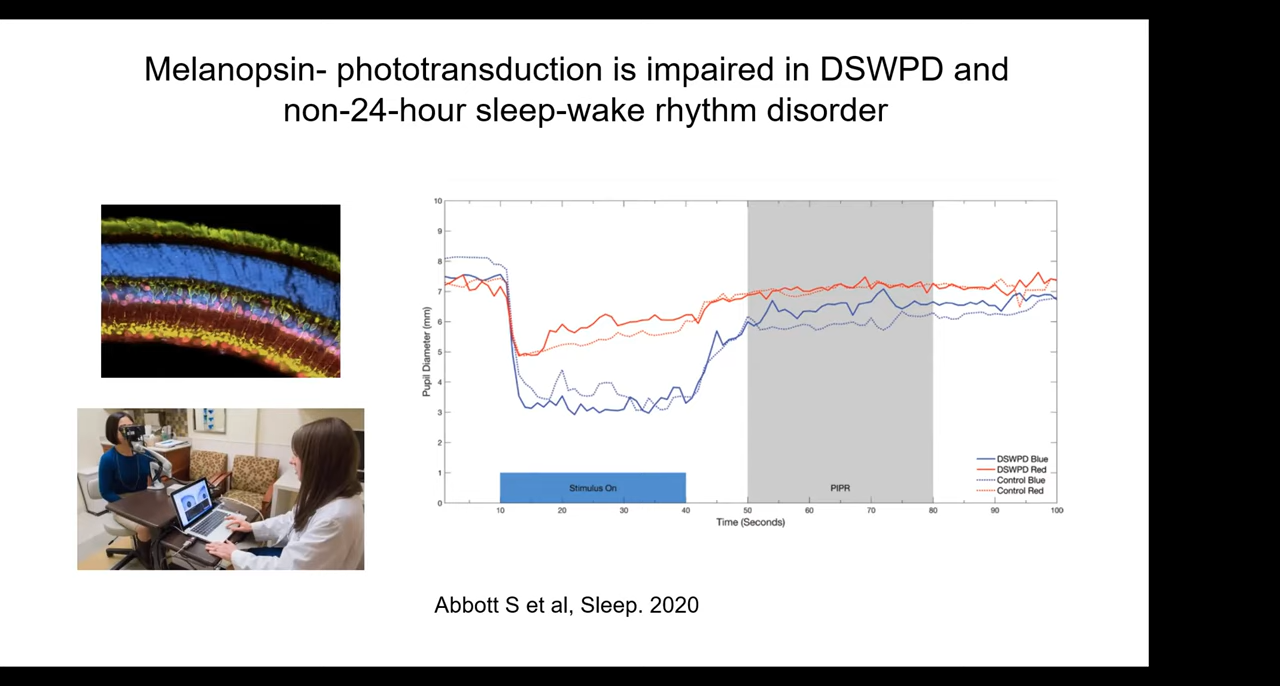 Melanopsin- phototransduction is impaired in DSWPD and
non-24-hour sleep-wake rhythm disorder
10
9
8
7
6
5
4
3
2
1
0
Pupil Diameter (mm)
Stimulus On
PIPR
DSWPD Blue
DSWPD Red
Control Blue
Control Red
10 20 30 40 50 60 70 80 90 100
Time (Seconds)
Abbott S et al, Sleep. 2020